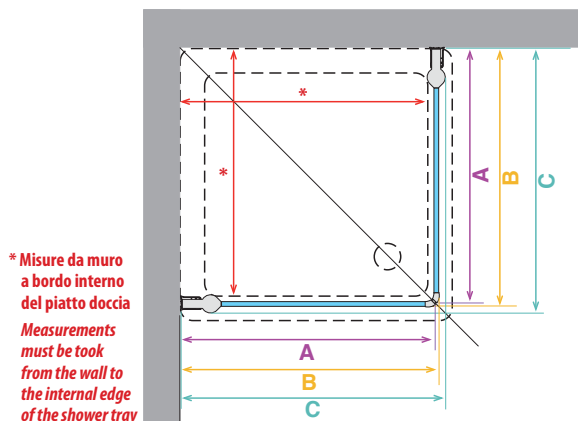 *
*
A
B
C
* Misure da muro
a bordo interno
del piatto doccia
Measurements
must be took
from the wall to
the internal edge
of the shower tray
A
B
C